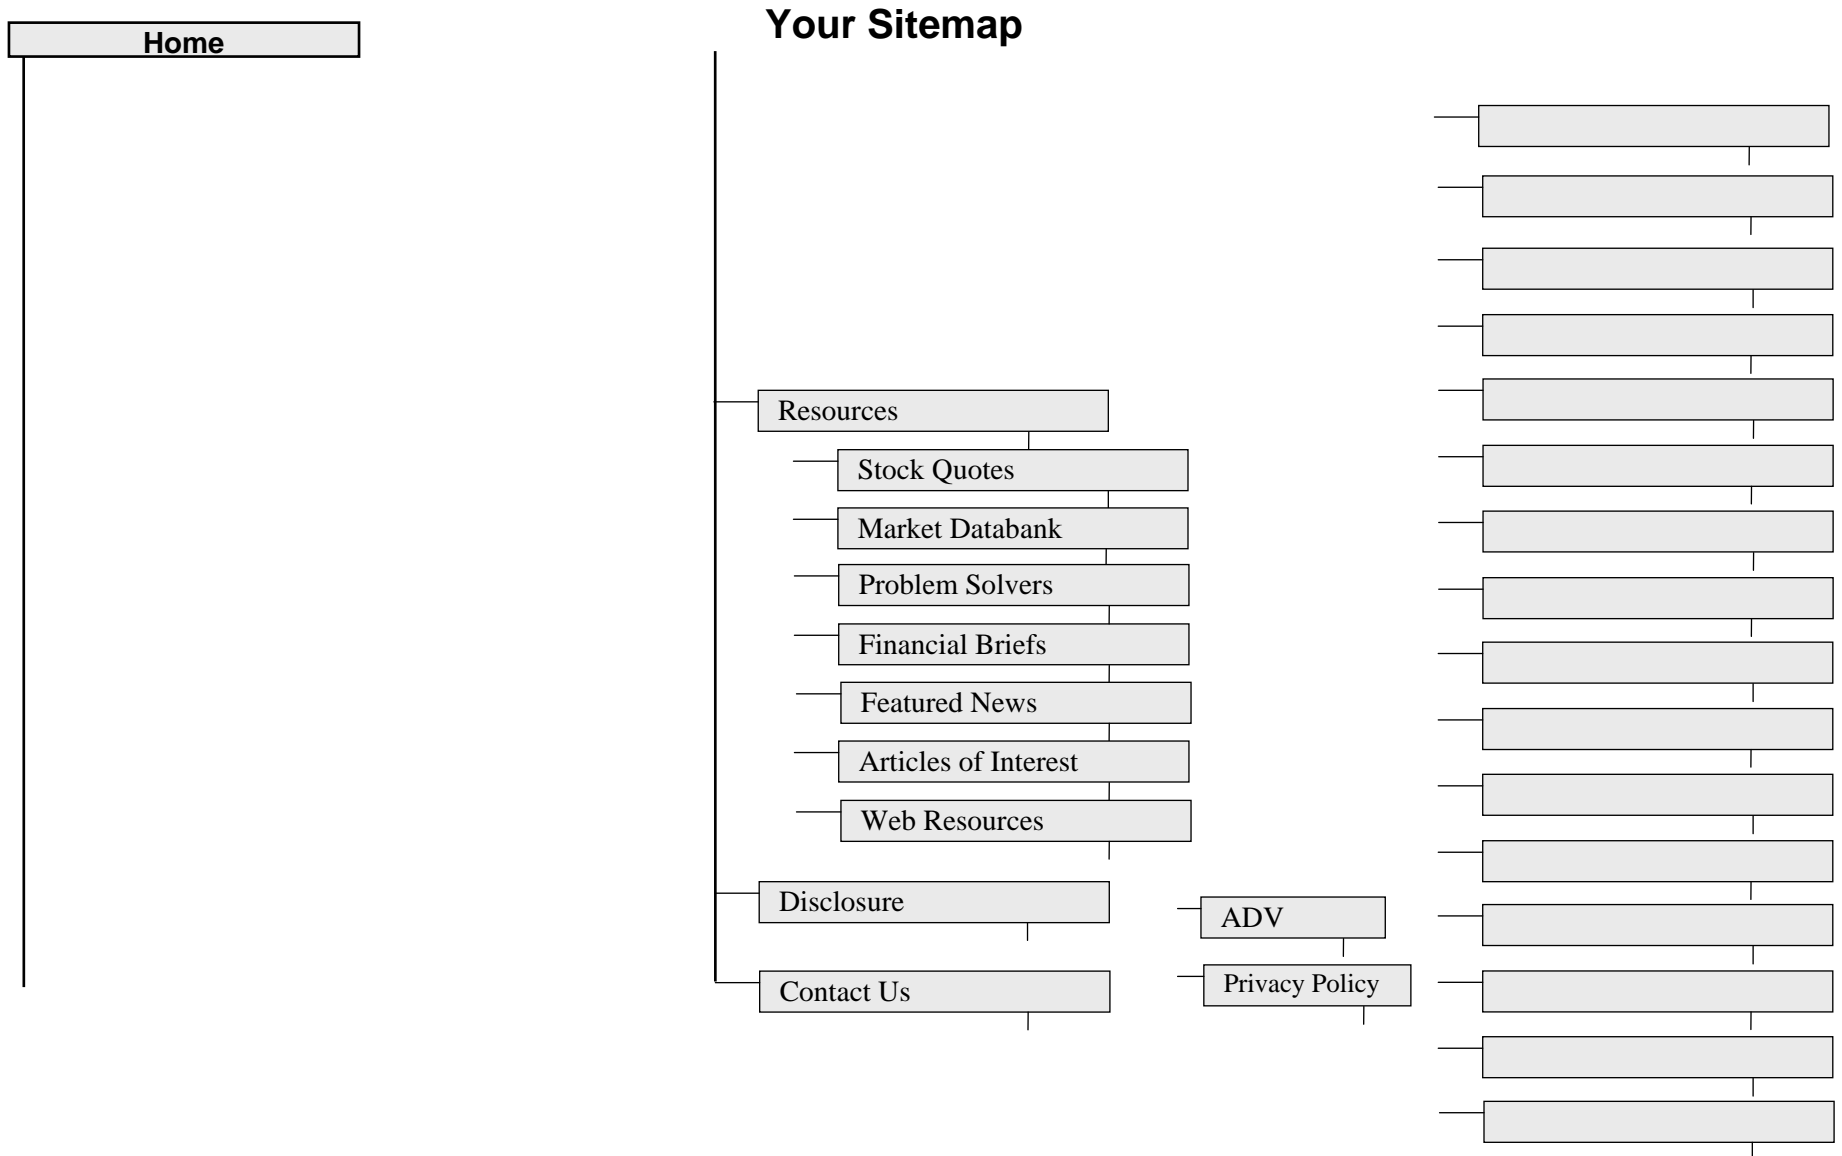 Your Sitemap
Home
Resources
Stock Quotes
Market Databank
Problem Solvers
Financial Briefs
Featured News
Articles of Interest
Web Resources
Disclosure
ADV
Contact Us
Privacy Policy